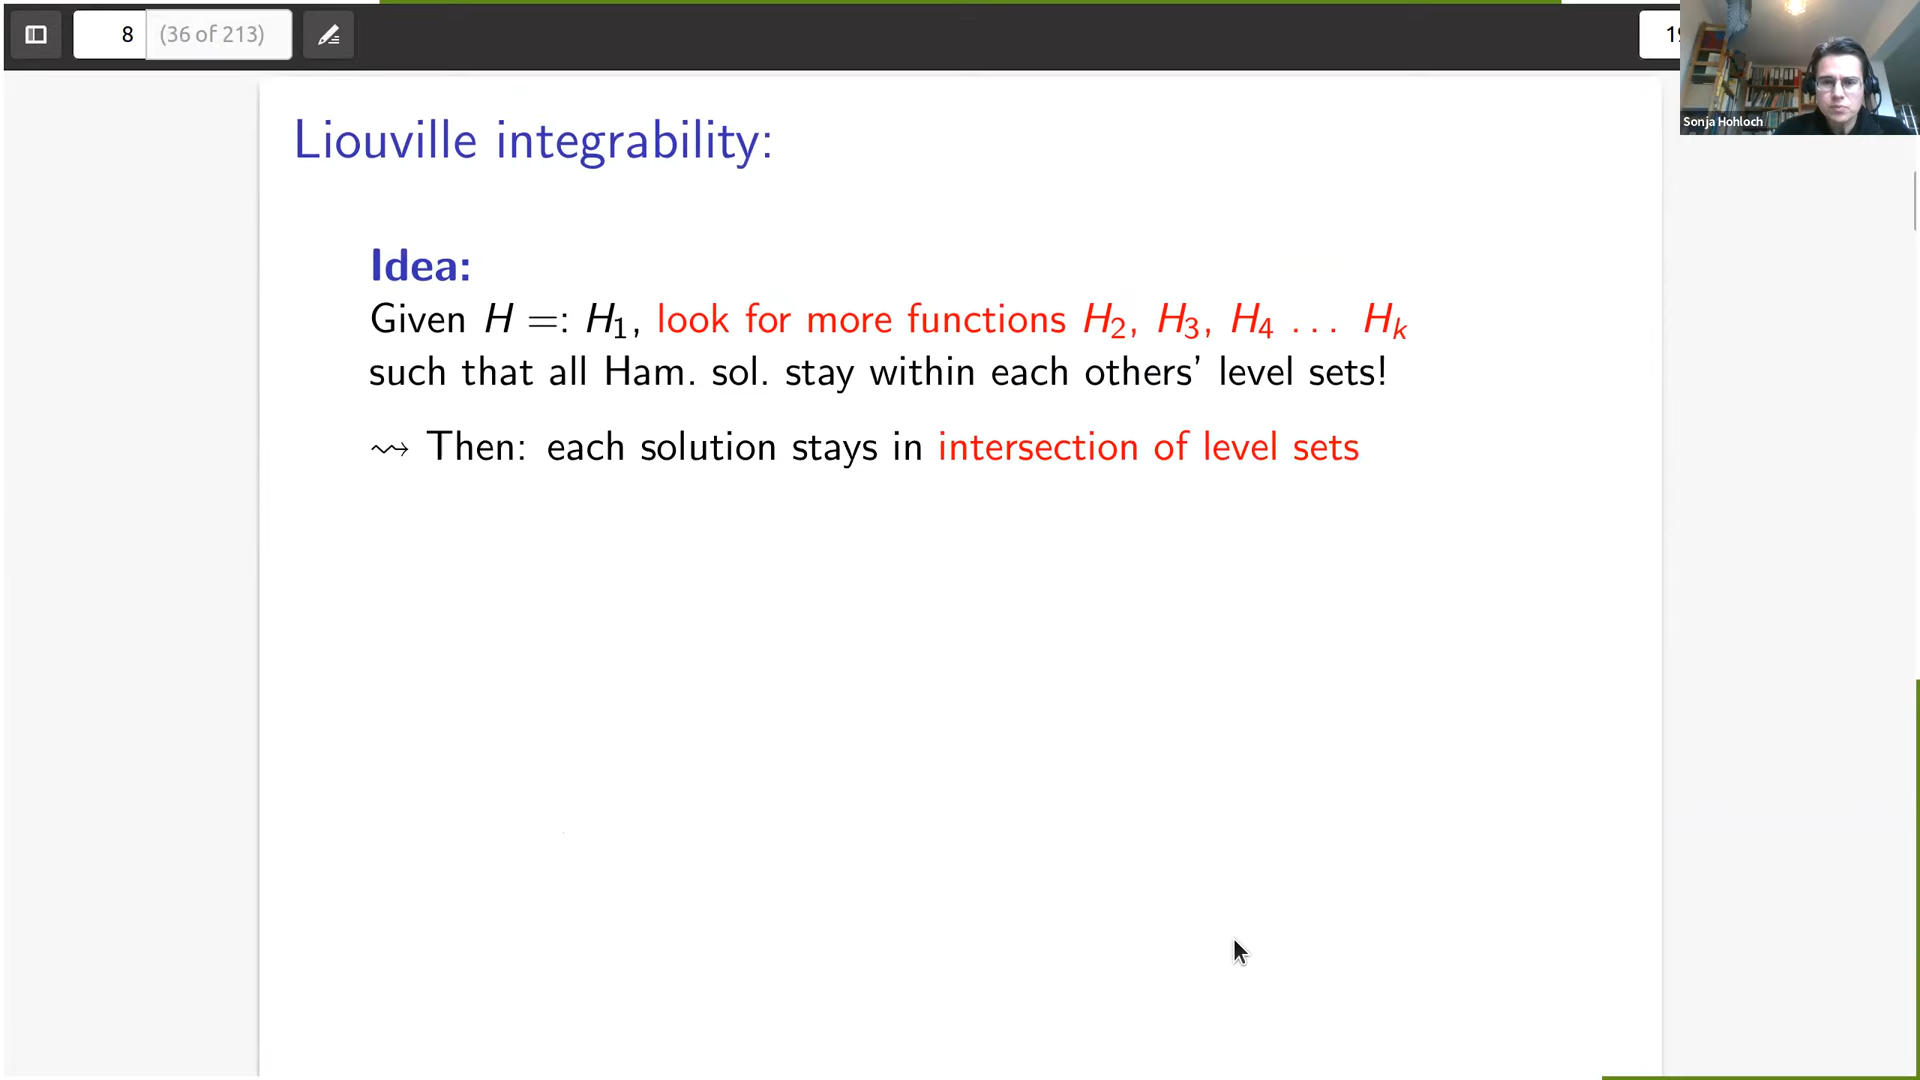 8 (36 of 213)
Sonja Hohloch
Liouville integrability:
Idea:
Given H =: H₁, look for more functions H₂, H₃, H₄ ... Hₖ
such that all Ham. sol. stay within each others' level sets!
⇝ Then: each solution stays in intersection of level sets